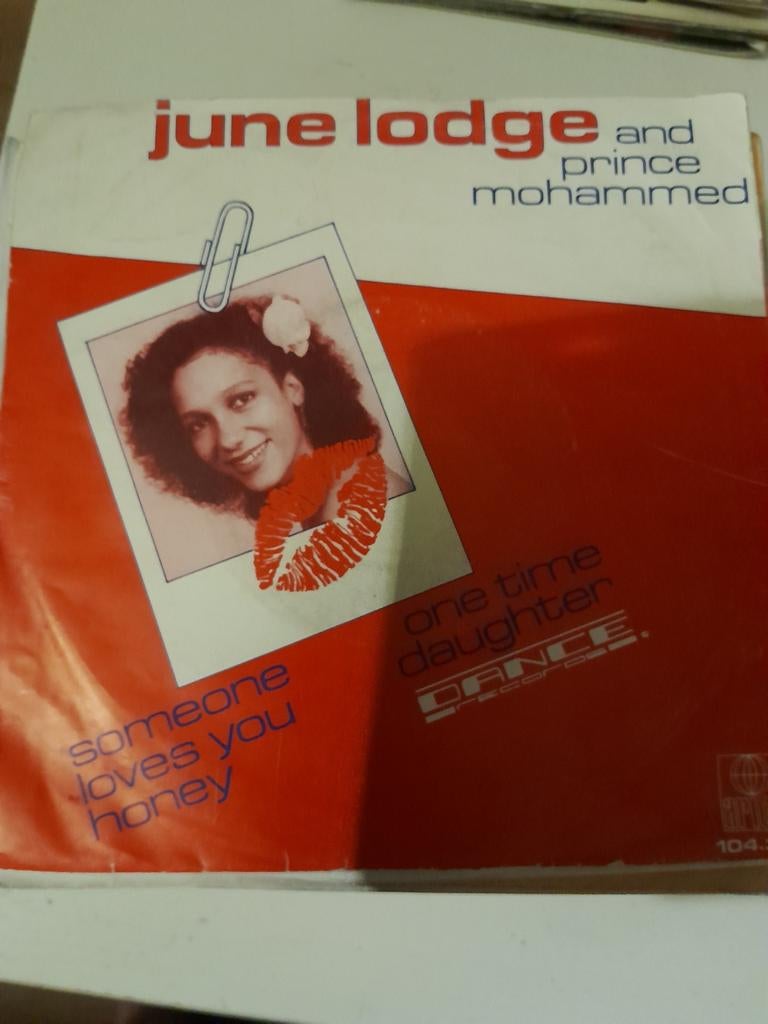 june lodge and
prince
mohammed
one time
daughter
DANCE
records
someone
loves you
honey
104.